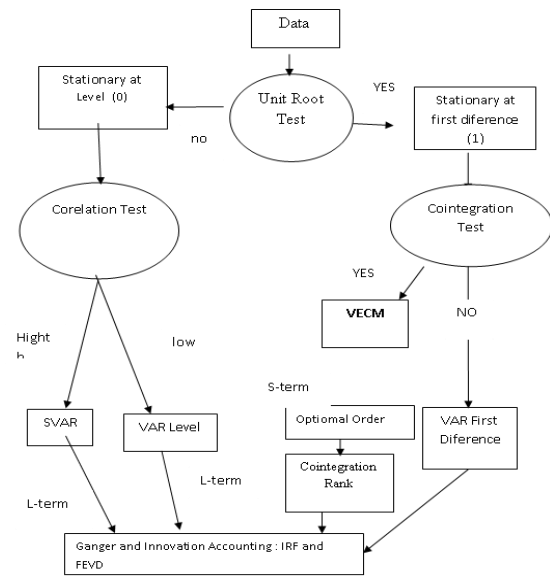 Data
Stationary at
Level (0)
Unit Root
Test
YES
Stationary at
first diference
(1)
no
Corelation Test
Cointegration
Test
YES
VECM
NO
Hight
h
low
S-term
SVAR
VAR Level
Optiomal Order
VAR First
Diference
Cointegration
Rank
L-term
L-term
Ganger and Innovation Accounting : IRF and
FEVD